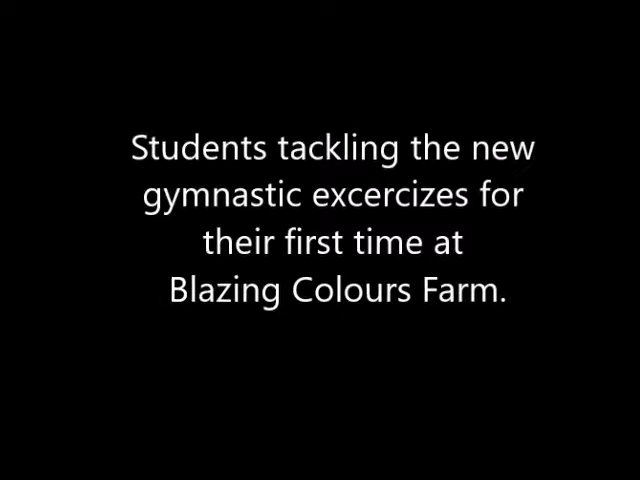 Students tackling the new
gymnastic excercizes for
their first time at
Blazing Colours Farm.